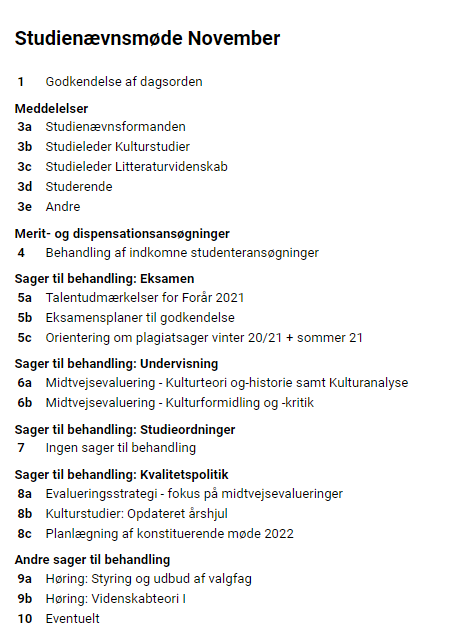 Studienævnsmøde November
1 Godkendelse af dagsorden
Meddelelser
3a Studienævnsformanden
3b Studieleder Kulturstudier
3c Studieleder Litteraturvidenskab
3d Studerende
3e Andre
Merit- og dispensationsansøgninger
4 Behandling af indkomne studenteransøgninger
Sager til behandling: Eksamen
5a Talentudmærkelser for Forår 2021
5b Eksamensplaner til godkendelse
5c Orientering om plagiatsager vinter 20/21 + sommer 21
Sager til behandling: Undervisning
6a Midtvejsevaluering - Kulturteori og-historie samt Kulturanalyse
6b Midtvejsevaluering - Kulturformidling og -kritik
Sager til behandling: Studieordninger
7 Ingen sager til behandling
Sager til behandling: Kvalitetspolitik
8a Evalueringsstrategi - fokus på midtvejsevalueringer
8b Kulturstudier: Opdateret årshjul
8c Planlægning af konstituerende møde 2022
Andre sager til behandling
9a Høring: Styring og udbud af valgfag
9b Høring: Videnskabteori I
10 Eventuelt